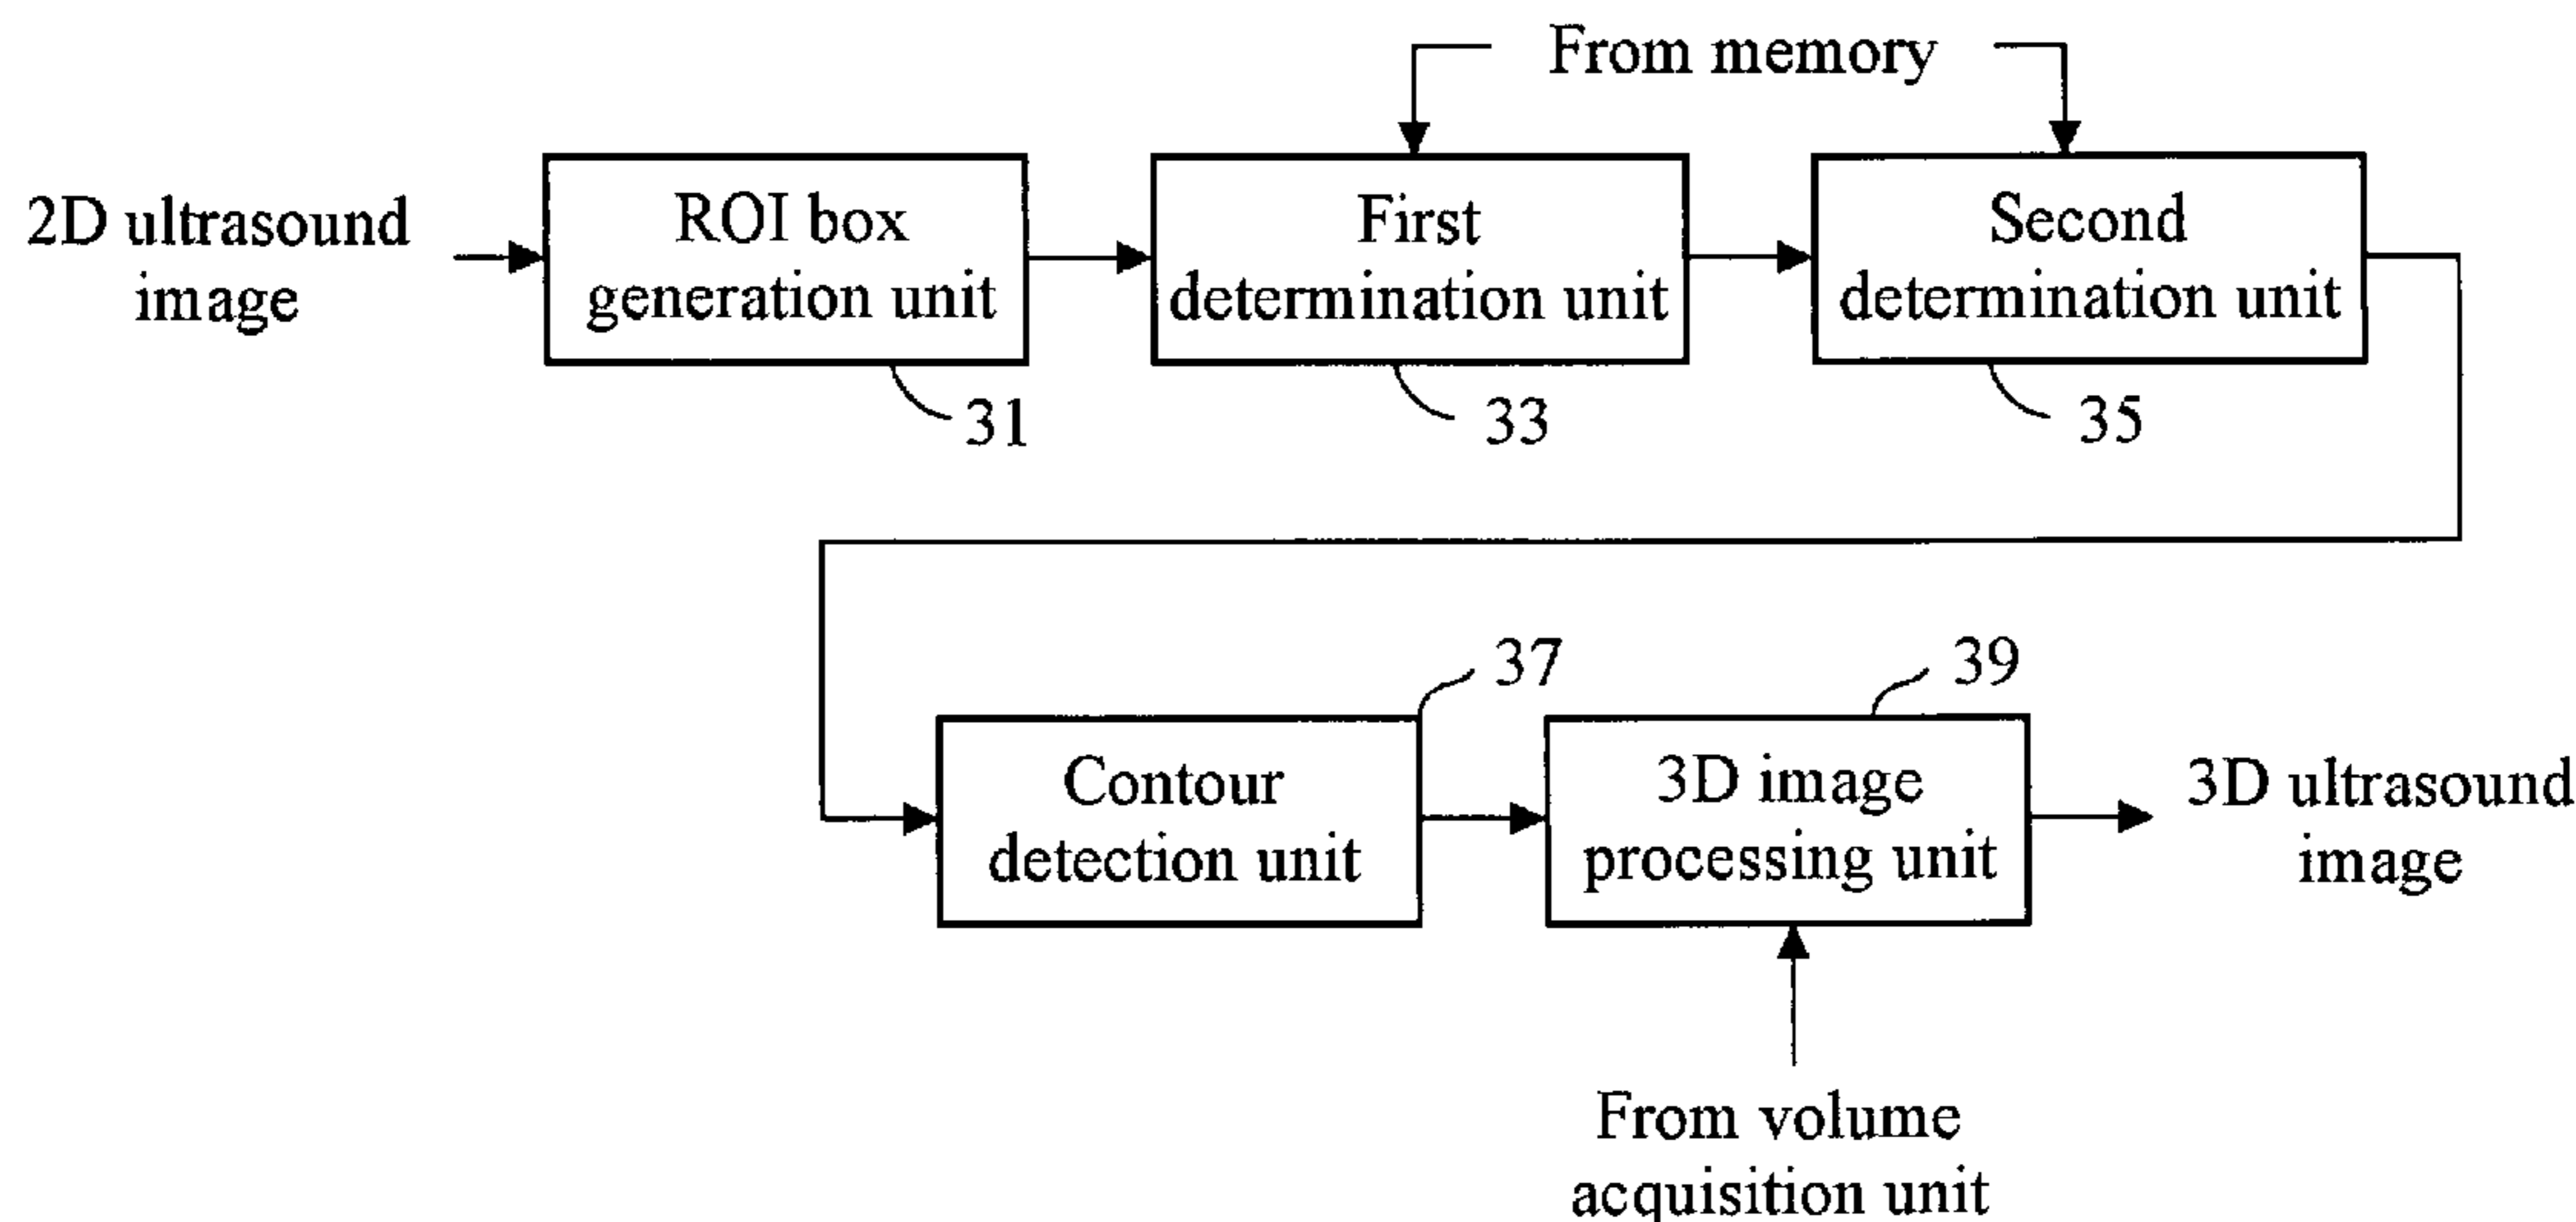 From memory
2D ultrasound
image
ROI box
generation unit
First
determination unit
Second
determination unit
31
33
35
37
39
Contour
detection unit
3D image
processing unit
3D ultrasound
image
From volume
acquisition unit